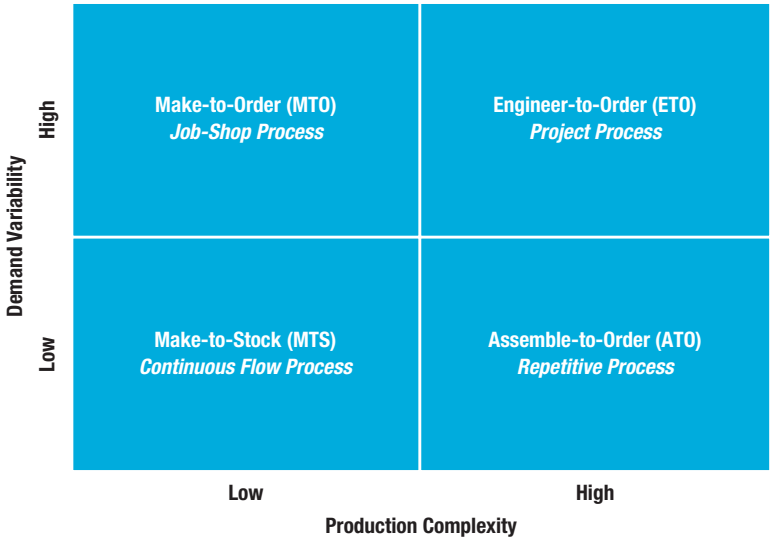 Demand Variability
High
Make-to-Order (MTO)
Job-Shop Process
Engineer-to-Order (ETO)
Project Process
Low
Make-to-Stock (MTS)
Continuous Flow Process
Assemble-to-Order (ATO)
Repetitive Process
Low
High
Production Complexity